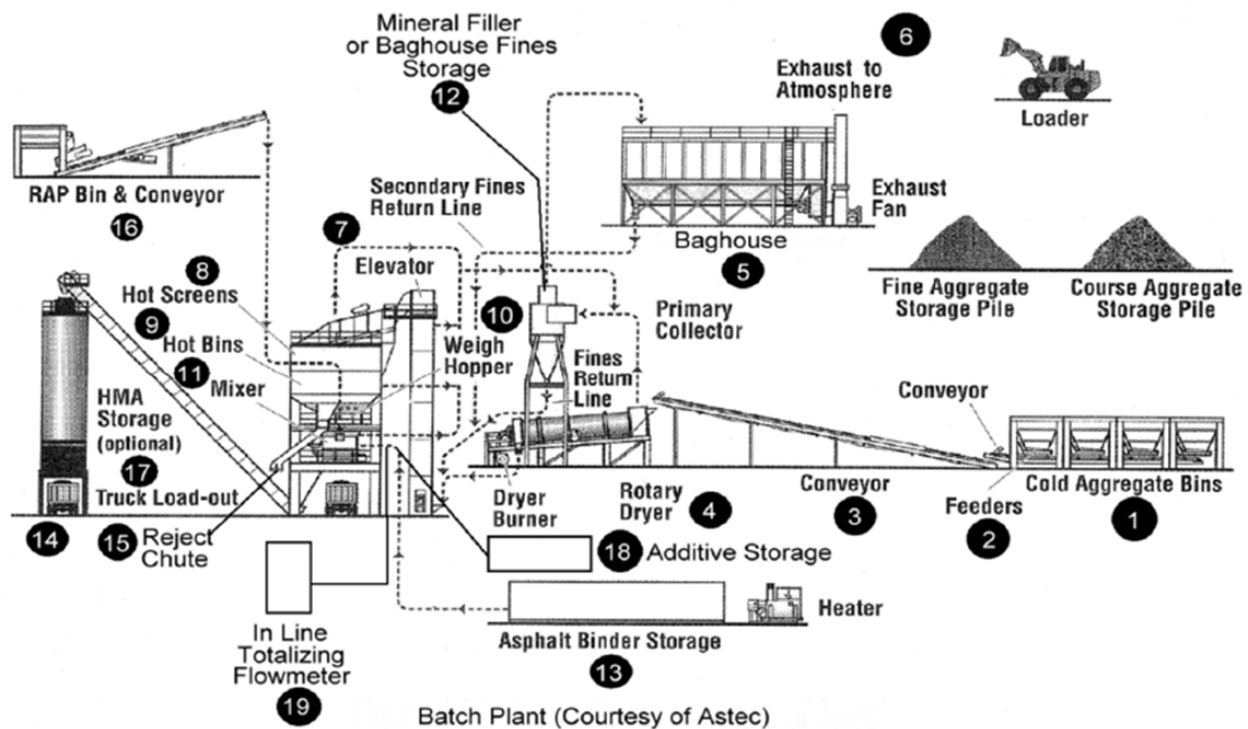 Mineral Filler
or Baghouse Fines
Storage
12
6
Exhaust to
Atmosphere
Loader
RAP Bin & Conveyor
16
Secondary Fines
Return Line
7
Elevator
Exhaust
Fan
Baghouse
5
Fine Aggregate
Storage Pile
Course Aggregate
Storage Pile
8
Hot Screens
9
Hot Bins
11
Mixer
10
Weigh
Hopper
Primary
Collector
Fines
Return
Line
HMA
Storage
(optional)
17
Truck Load-out
14
15
Reject
Chute
Dryer
Burner
Rotary
Dryer
4
Conveyor
3
Conveyor
Feeders
2
Cold Aggregate Bins
1
18
Additive Storage
Heater
Asphalt Binder Storage
13
In Line
Totalizing
Flowmeter
19
Batch Plant (Courtesy of Astec)